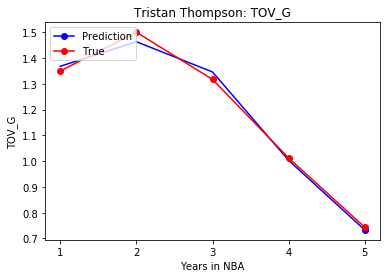 Tristan Thompson: TOV_G
Prediction
True
1.5
1.4
1.3
1.2
1.1
1.0
0.9
0.8
0.7
TOV_G
1 2 3 4 5
Years in NBA